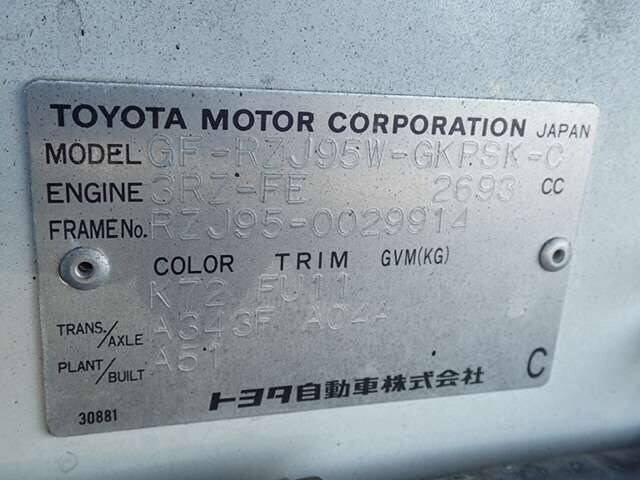 TOYOTA MOTOR CORPORATION JAPAN
MODEL GF-RZJ95W-GKPSK-C
ENGINE 3RZ-FE 2693 CC
FRAME No. RZJ95-0029914
COLOR TRIM GVM(KG)
K72 FU11
TRANS./AXLE A343F A04A
PLANT/BUILT A51
トヨタ自動車株式会社 C
30881